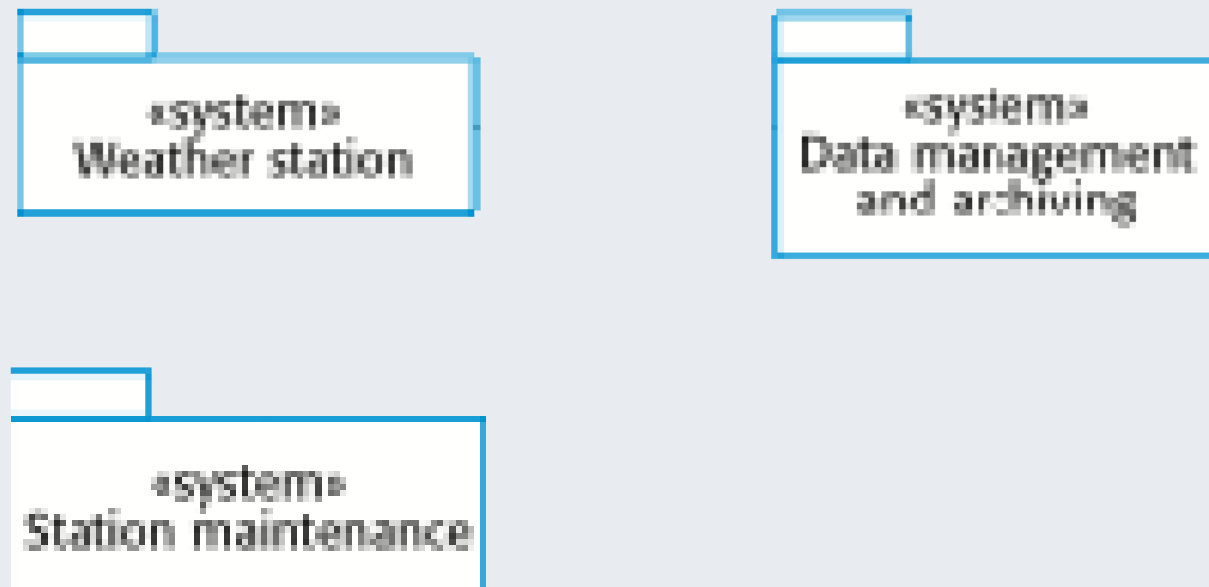 «system»
Weather station
«system»
Data management
and archiving
«system»
Station maintenance